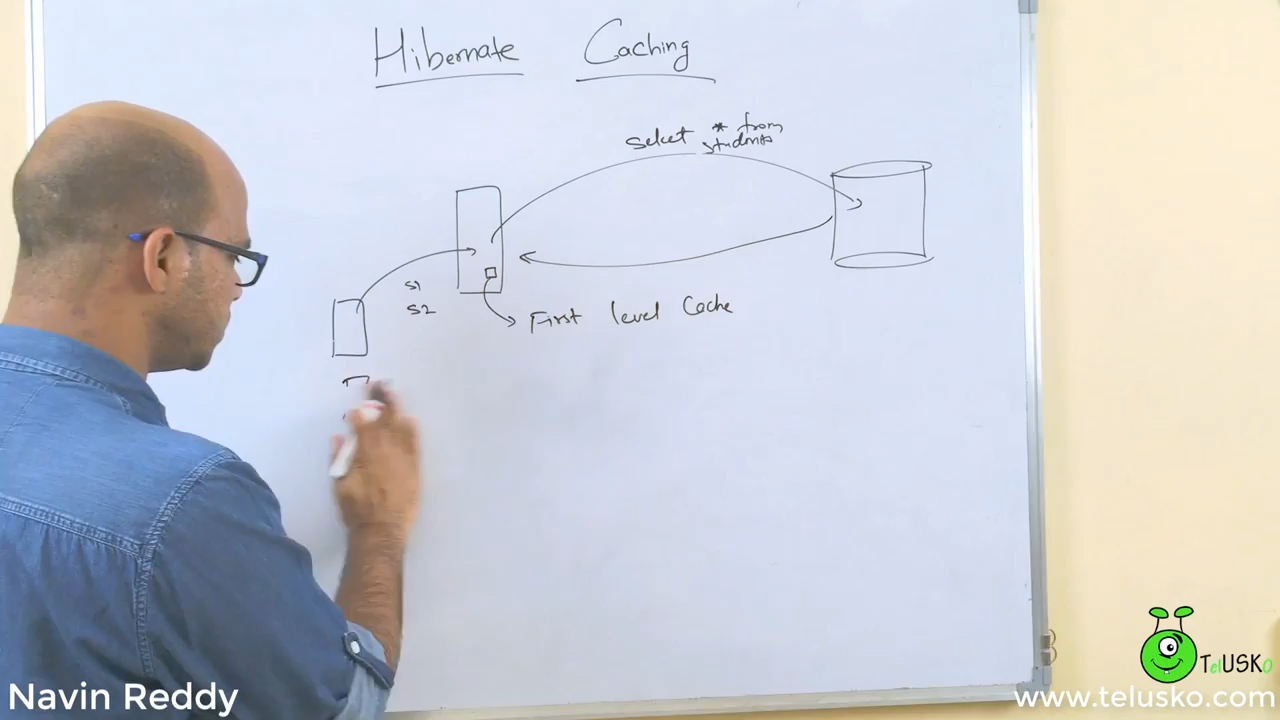 Hibernate Caching
select * from
students
S1
S2
First level Cache
Navin Reddy
TelUSKO
www.telusko.com